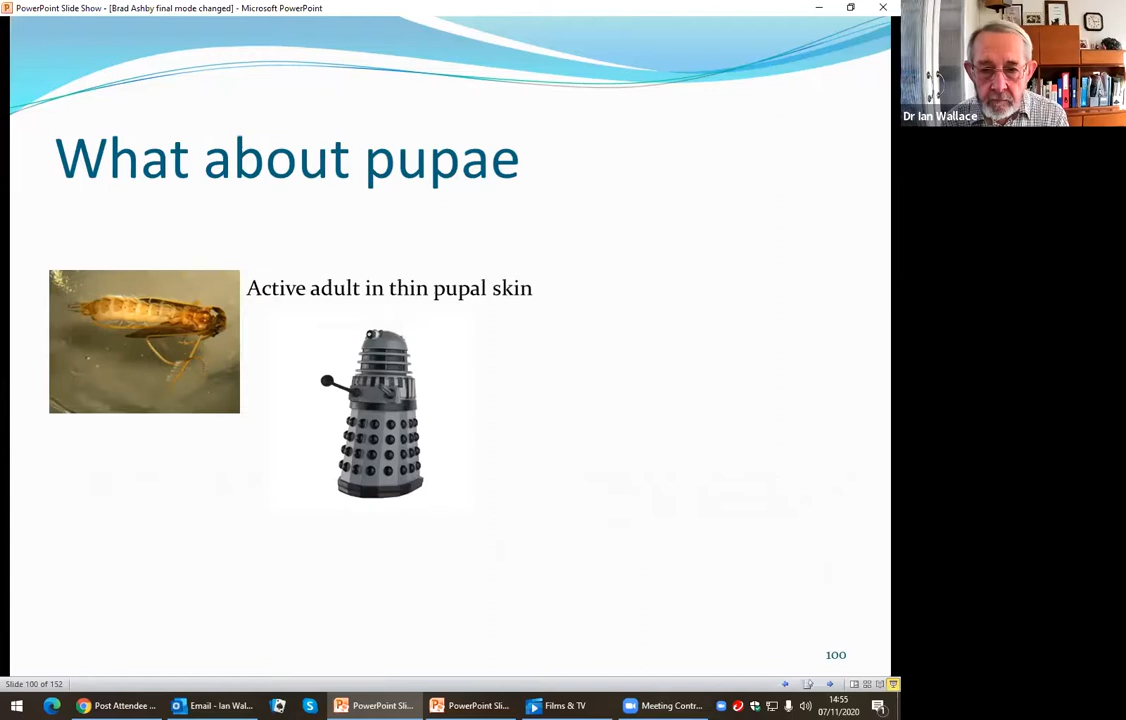 PowerPoint Slide Show - [Brad Ashby final mode changed] - Microsoft PowerPoint
Dr Ian Wallace
What about pupae
Active adult in thin pupal skin
100
Slide 100 of 152
Post Attendee ...
Email - Ian Wal...
PowerPoint Sli...
PowerPoint Sli...
Films & TV
Meeting Contr...
14:55
07/11/2020